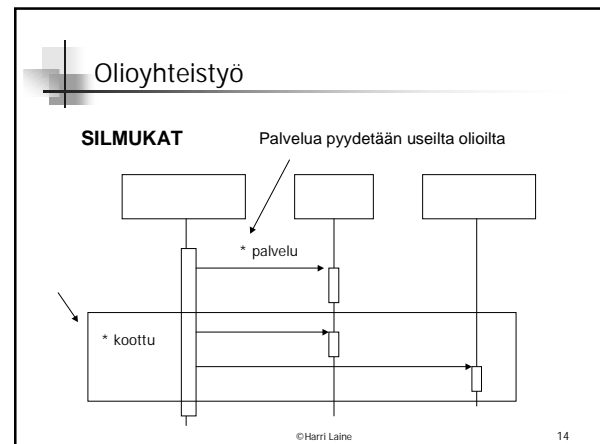 Olioyhteistyö
SILMUKAT
Palvelua pyydetään useilta olioilta
* palvelu
* koottu
©Harri Laine
14